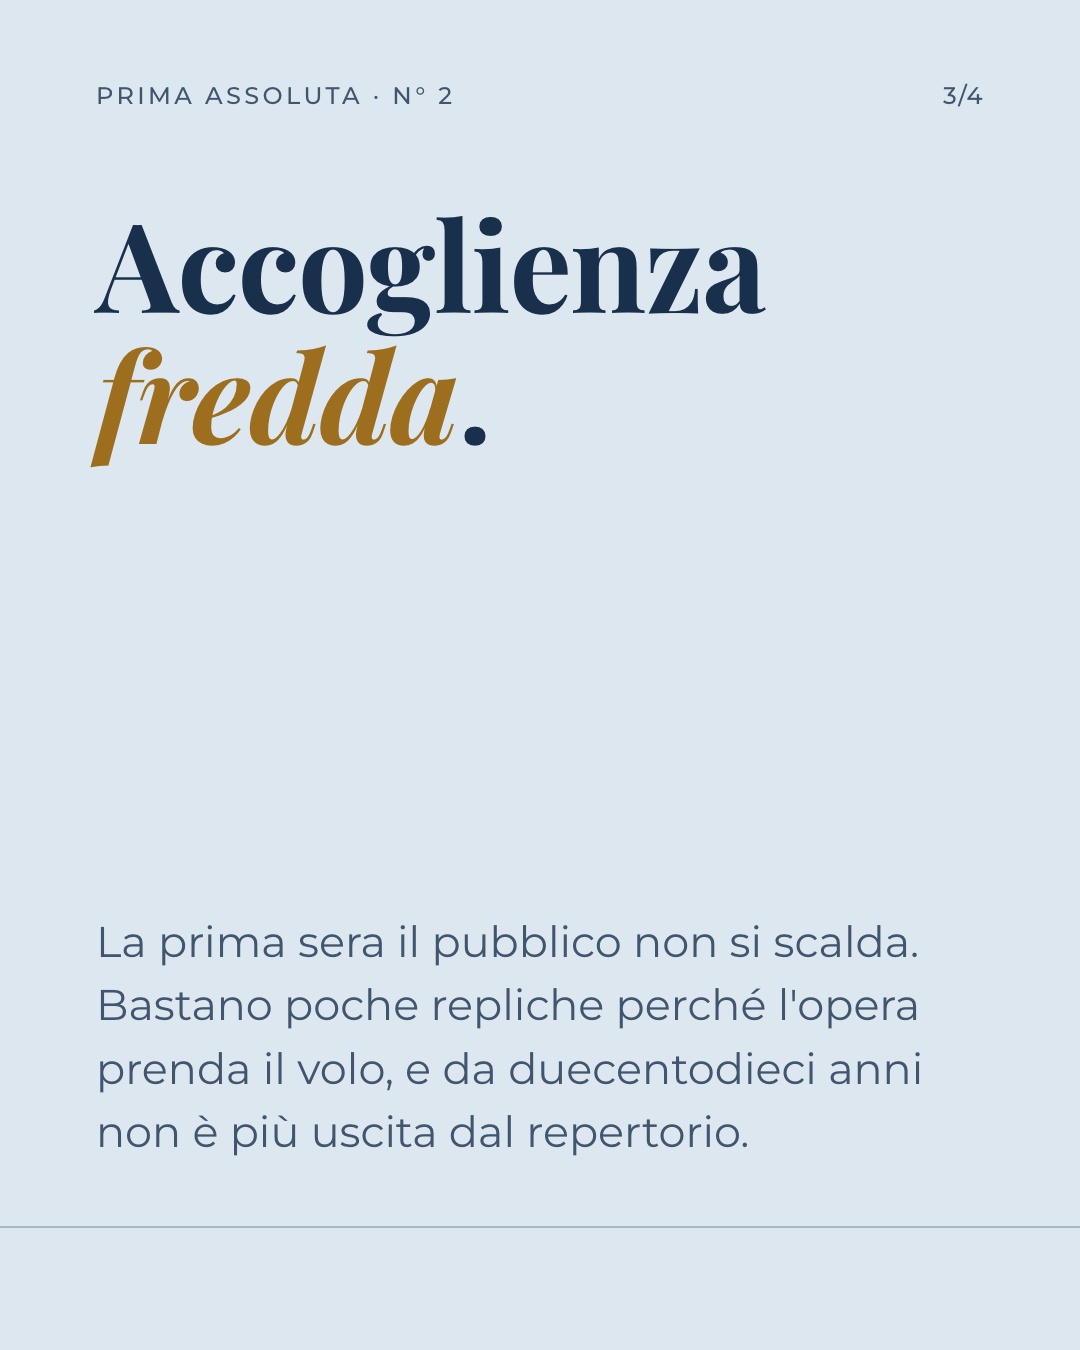 PRIMA ASSOLUTA · N° 2
3/4
Accoglienza
fredda.
La prima sera il pubblico non si scalda.
Bastano poche repliche perché l'opera
prenda il volo, e da duecentodieci anni
non è più uscita dal repertorio.